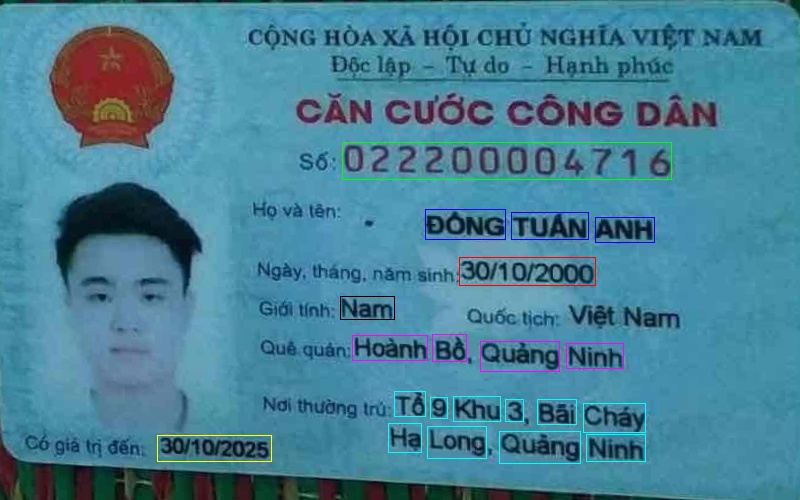 CỘNG HÒA XÃ HỘI CHỦ NGHĨA VIỆT NAM
Độc lập - Tự do - Hạnh phúc
CĂN CƯỚC CÔNG DÂN
Số: 022200004716
Họ và tên: ĐỒNG TUẤN ANH
Ngày, tháng, năm sinh: 30/10/2000
Giới tính: Nam Quốc tịch: Việt Nam
Quê quán: Hoành Bồ, Quảng Ninh
Nơi thường trú: Tổ 9 Khu 3, Bãi Cháy
Hạ Long, Quảng Ninh
Có giá trị đến: 30/10/2025